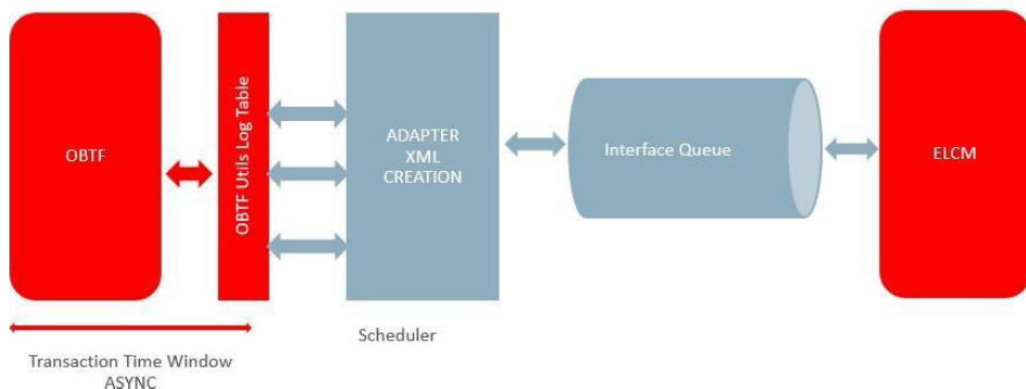 OBTF
OBTF Utils Log Table
ADAPTER
XML
CREATION
Interface Queue
ELCM
Scheduler
Transaction Time Window
ASYNC